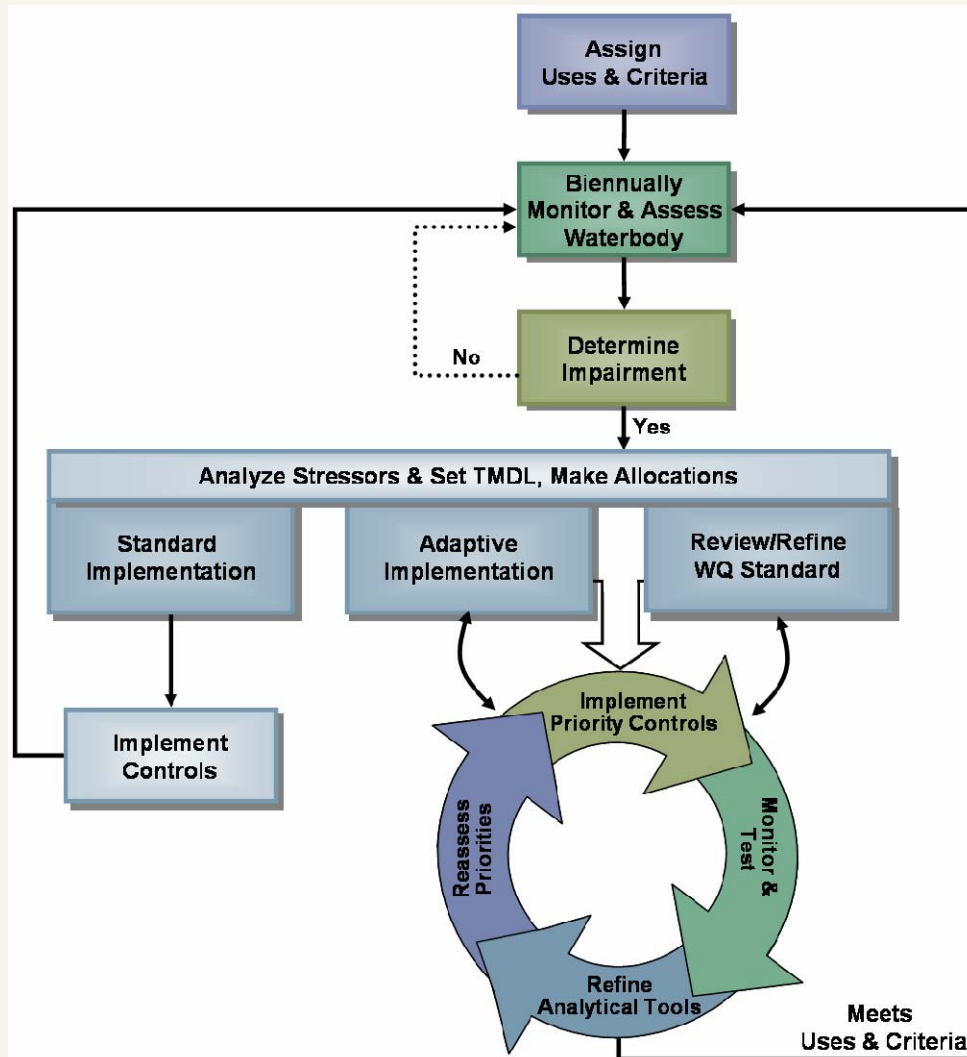 Assign
Uses & Criteria
Biennually
Monitor & Assess
Waterbody
Determine
Impairment
No
Yes
Analyze Stressors & Set TMDL, Make Allocations
Standard
Implementation
Adaptive
Implementation
Review/Refine
WQ Standard
Implement
Controls
Implement
Priority Controls
Monitor &
Test
Refine
Analytical Tools
Reassess
Priorities
Meets
Uses & Criteria